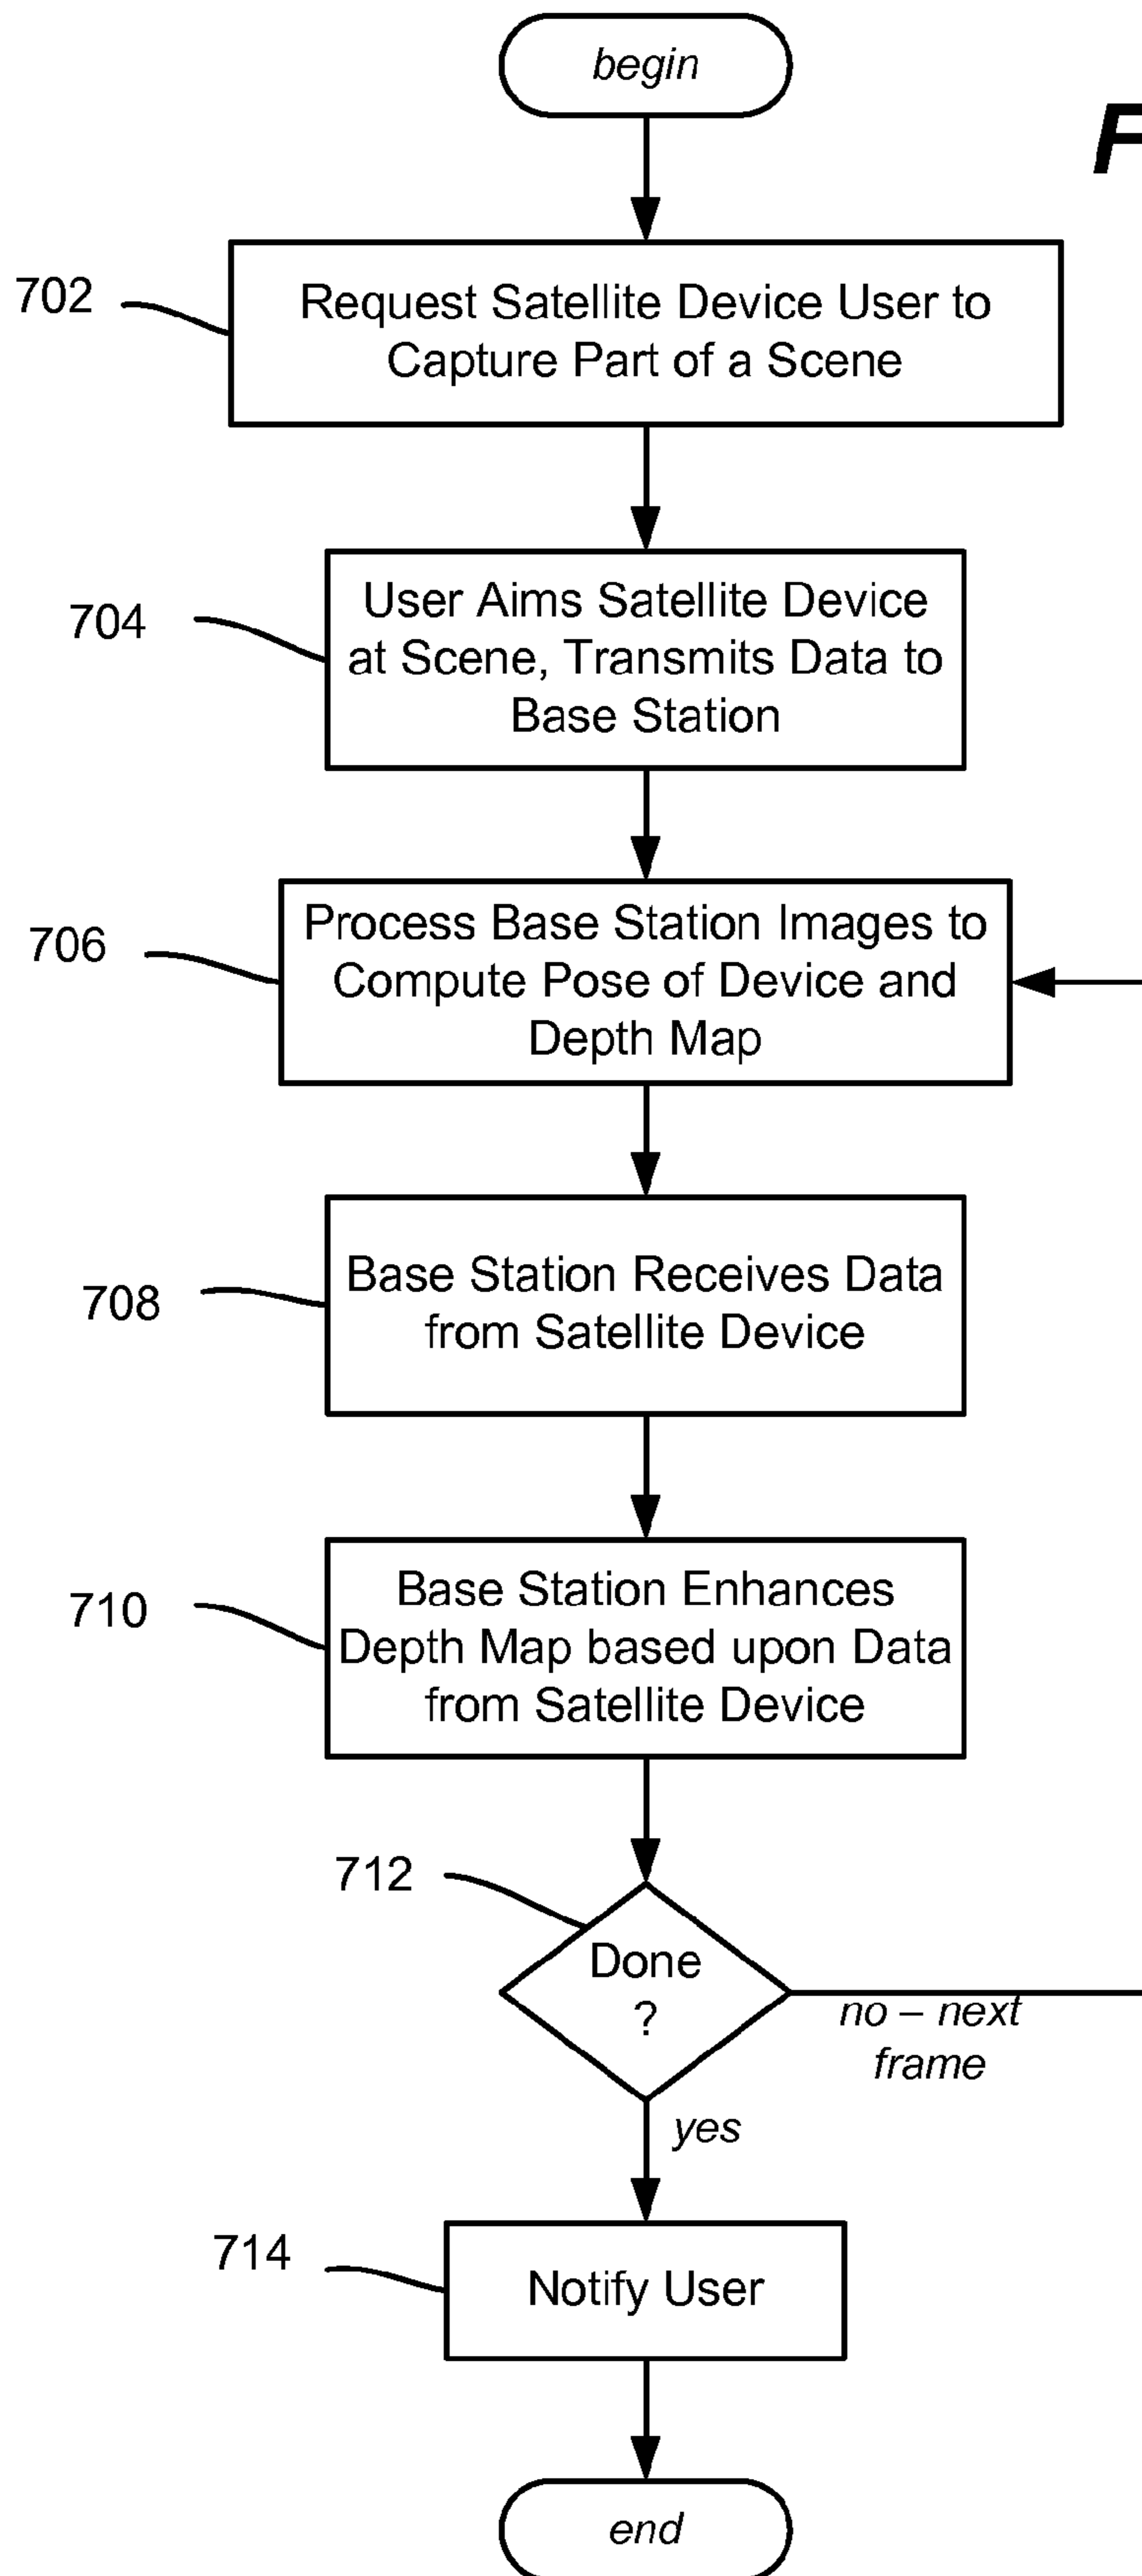 begin
F
702
Request Satellite Device User to
Capture Part of a Scene
704
User Aims Satellite Device
at Scene, Transmits Data to
Base Station
706
Process Base Station Images to
Compute Pose of Device and
Depth Map
708
Base Station Receives Data
from Satellite Device
710
Base Station Enhances
Depth Map based upon Data
from Satellite Device
712
Done
?
no – next
frame
yes
714
Notify User
end